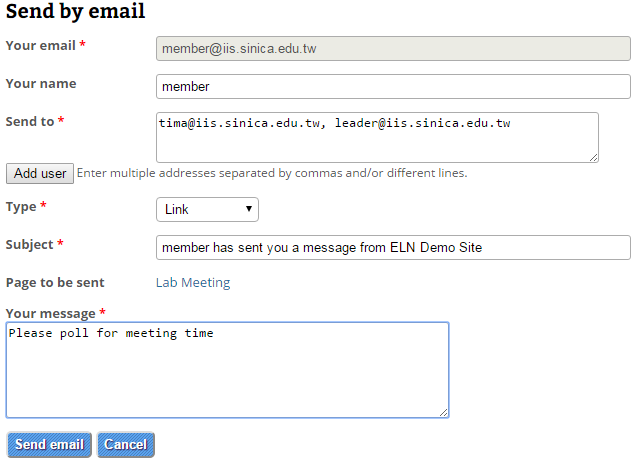 Send by email
Your email * member@iis.sinica.edu.tw
Your name member
Send to * tima@iis.sinica.edu.tw, leader@iis.sinica.edu.tw
Add user Enter multiple addresses separated by commas and/or different lines.
Type * Link
Subject * member has sent you a message from ELN Demo Site
Page to be sent Lab Meeting
Your message *
Please poll for meeting time
Send email Cancel